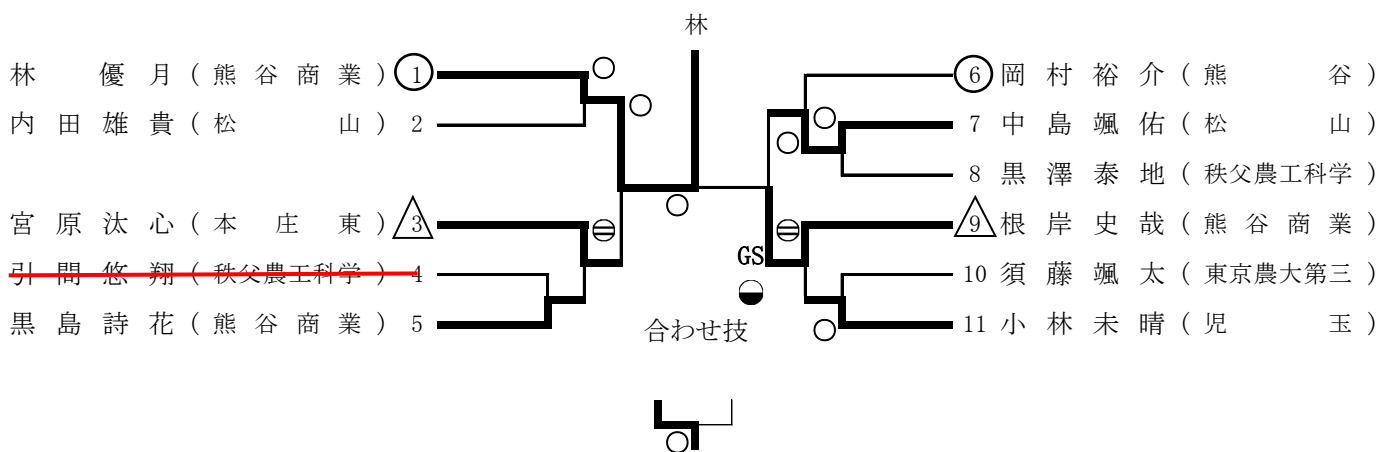 林
林優月(熊谷商業) 1
内田雄貴(松山) 2
宮原汰心(本庄東) 3
引間悠翔(秩父農工科学) 4
黒島詩花(熊谷商業) 5
6 岡村裕介(熊谷)
7 中島颯佑(松山)
8 黒澤泰地(秩父農工科学)
9 根岸史哉(熊谷商業)
10 須藤颯太(東京農大第三)
11 小林未晴(児玉)
GS
合わせ技